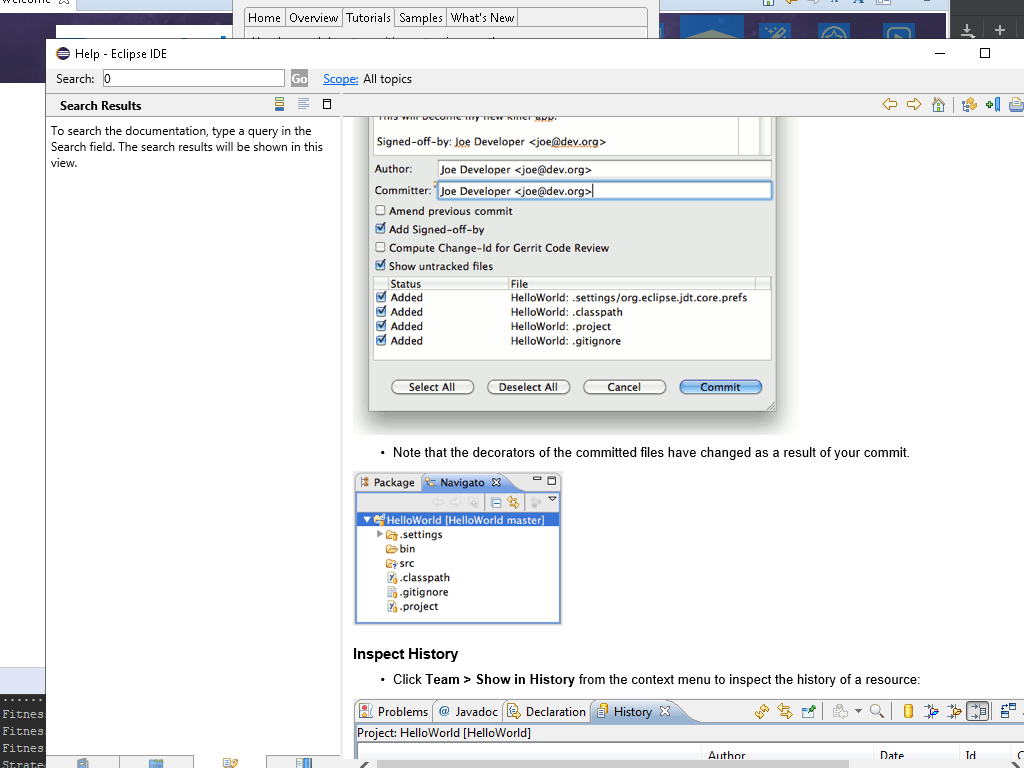 Welcome
Home Overview Tutorials Samples What's New
Help - Eclipse IDE
Search: 0 Go Scope: All topics
Search Results
To search the documentation, type a query in the
Search field. The search results will be shown in this
view.
This will become my new killer app.
Signed-off-by: Joe Developer <joe@dev.org>
Author: Joe Developer <joe@dev.org>
Committer: Joe Developer <joe@dev.org>
Amend previous commit
Add Signed-off-by
Compute Change-Id for Gerrit Code Review
Show untracked files
Status File
Added HelloWorld: .settings/org.eclipse.jdt.core.prefs
Added HelloWorld: .classpath
Added HelloWorld: .project
Added HelloWorld: .gitignore
Select All Deselect All Cancel Commit
• Note that the decorators of the committed files have changed as a result of your commit.
Package Navigato
HelloWorld [HelloWorld master]
.settings
bin
src
.classpath
.gitignore
.project
Inspect History
• Click Team > Show in History from the context menu to inspect the history of a resource:
Problems @ Javadoc Declaration History
Project: HelloWorld [HelloWorld]
Author Date Id
Fitnes
Fitnes
Fitnes
Strate